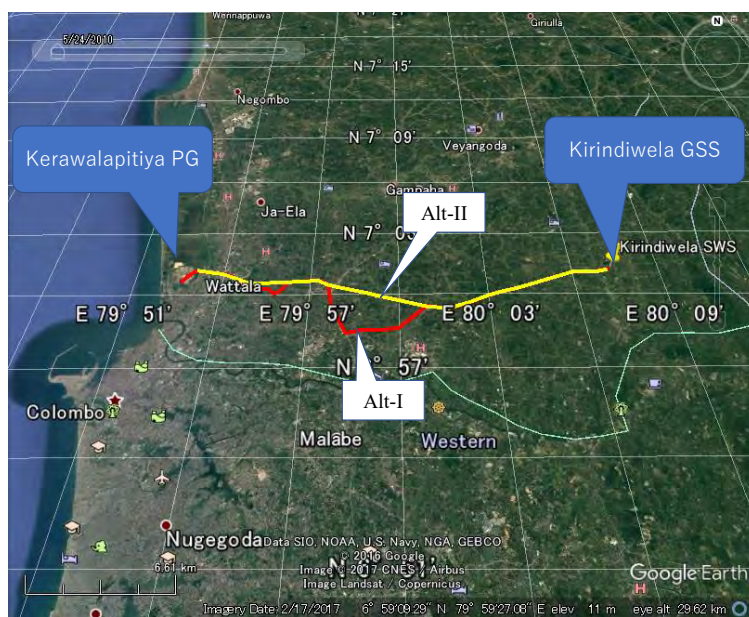 Werinappuwa
N 7° 21'
Giriulla
N
5/24/2010
N 7° 15'
Negombo
N 7° 09'
Veyangoda
Kerawalapitiya PG
Kirindiwela GSS
Gampaha
Alt-II
Ja-Ela
N 7° 03'
Kirindiwela SWS
Wattala
E 79° 51'
E 79° 57'
E 80° 03'
E 80° 09'
57'
Alt-I
Colombo
Malabe
Western
Nugegoda
Data SIO, NOAA, U.S. Navy, NGA, GEBCO
© 2016 Google
Image © 2017 CNES / Airbus
Image Landsat / Copernicus
6.61 km
Google Earth
Imagery Date: 2/17/2017 6° 59'09.29" N 79° 59'27.08" E elev 11 m eye alt 29.62 km